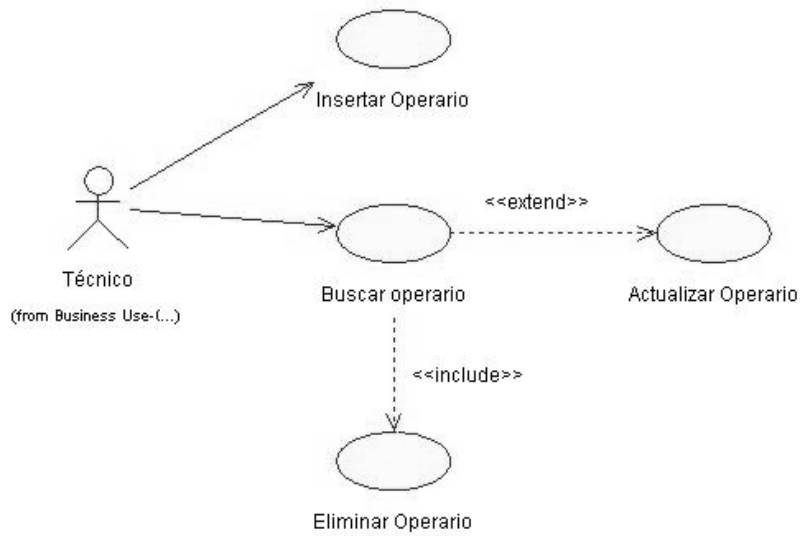 Insertar Operario
<<extend>>
Técnico
(from Business Use-(...)
Buscar operario
Actualizar Operario
<<include>>
Eliminar Operario